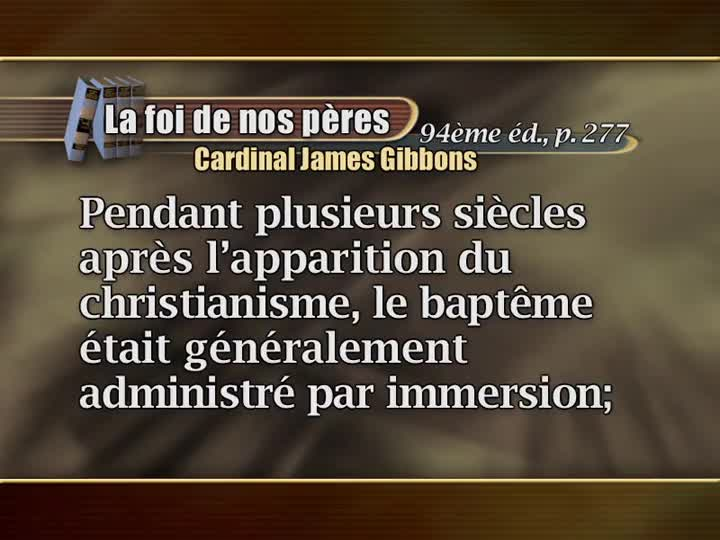 La foi de nos pères
94ème éd., p. 277
Cardinal James Gibbons
Pendant plusieurs siècles
après l'apparition du
christianisme, le baptême
était généralement
administré par immersion;